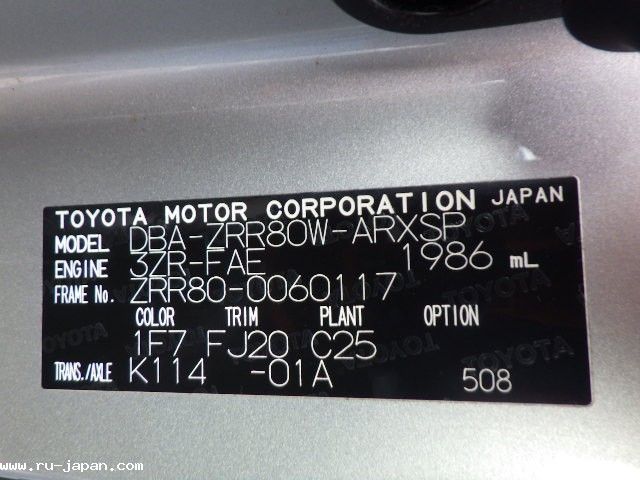 TOYOTA MOTOR CORPORATION JAPAN
MODEL DBA-ZRR80W-ARXSP
ENGINE 3ZR-FAE 1986 mL
FRAME No. ZRR80-0060117
COLOR TRIM PLANT OPTION
1F7 FJ20 C25
TRANS./AXLE K114 -01A 508
www.ru-japan.com